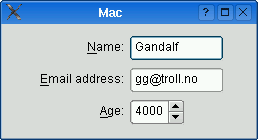 Mac
Name: Gandalf
Email address: gg@troll.no
Age: 4000